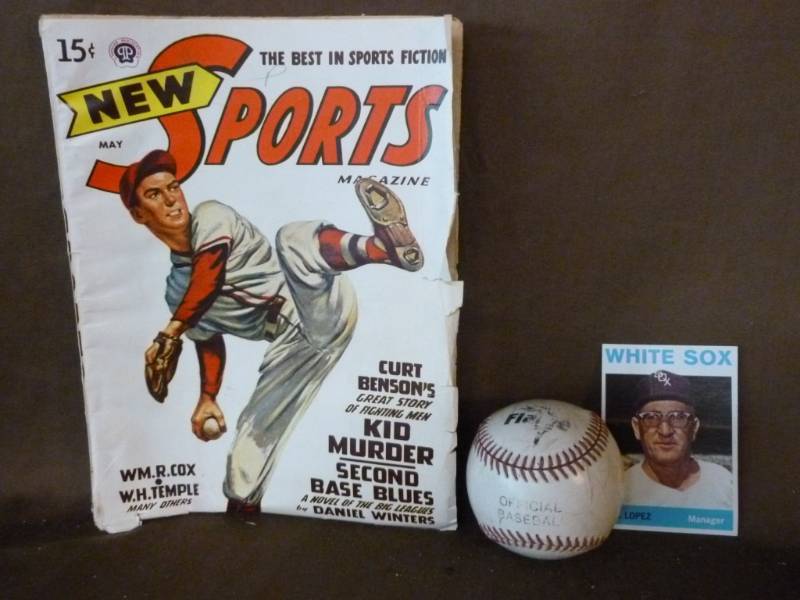 15¢
THE BEST IN SPORTS FICTION
NEW SPORTS
MAY
MAGAZINE
CURT
BENSON'S
GREAT STORY
OF FIGHTING MEN
KID
MURDER
SECOND
BASE BLUES
A NOVEL OF THE BIG LEAGUES
by DANIEL WINTERS
WM.R.COX
W.H.TEMPLE
MANY OTHERS
OFFICIAL
BASEBAL
WHITE SOX
SOX
LOPEZ Manager